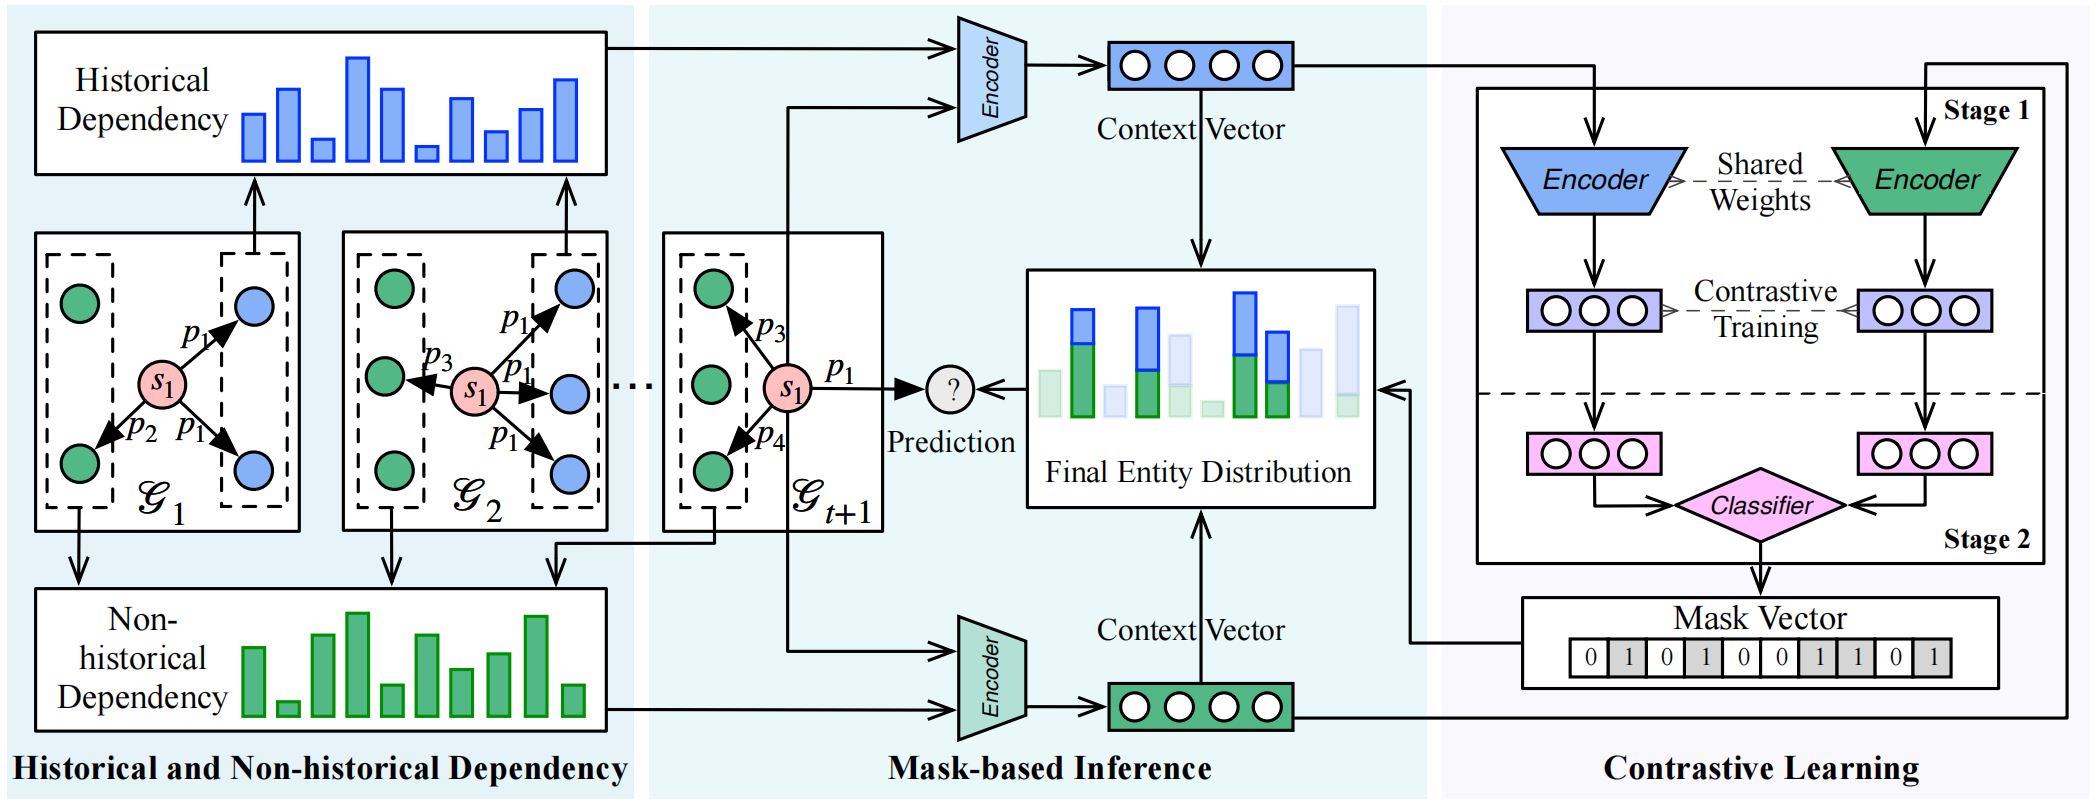 Historical
Dependency
p1
s1
p2
p1
𝒢1
p1
p3
p1
s1
p1
𝒢2
...
p3
s1
p1
p4
𝒢t+1
Non-
historical
Dependency
Historical and Non-historical Dependency
Encoder
Context Vector
?
Prediction
Final Entity Distribution
Context Vector
Encoder
Mask-based Inference
Stage 1
Encoder
Shared
Weights
Encoder
Contrastive
Training
Classifier
Stage 2
Mask Vector
0 1 0 1 0 0 1 1 0 1
Contrastive Learning